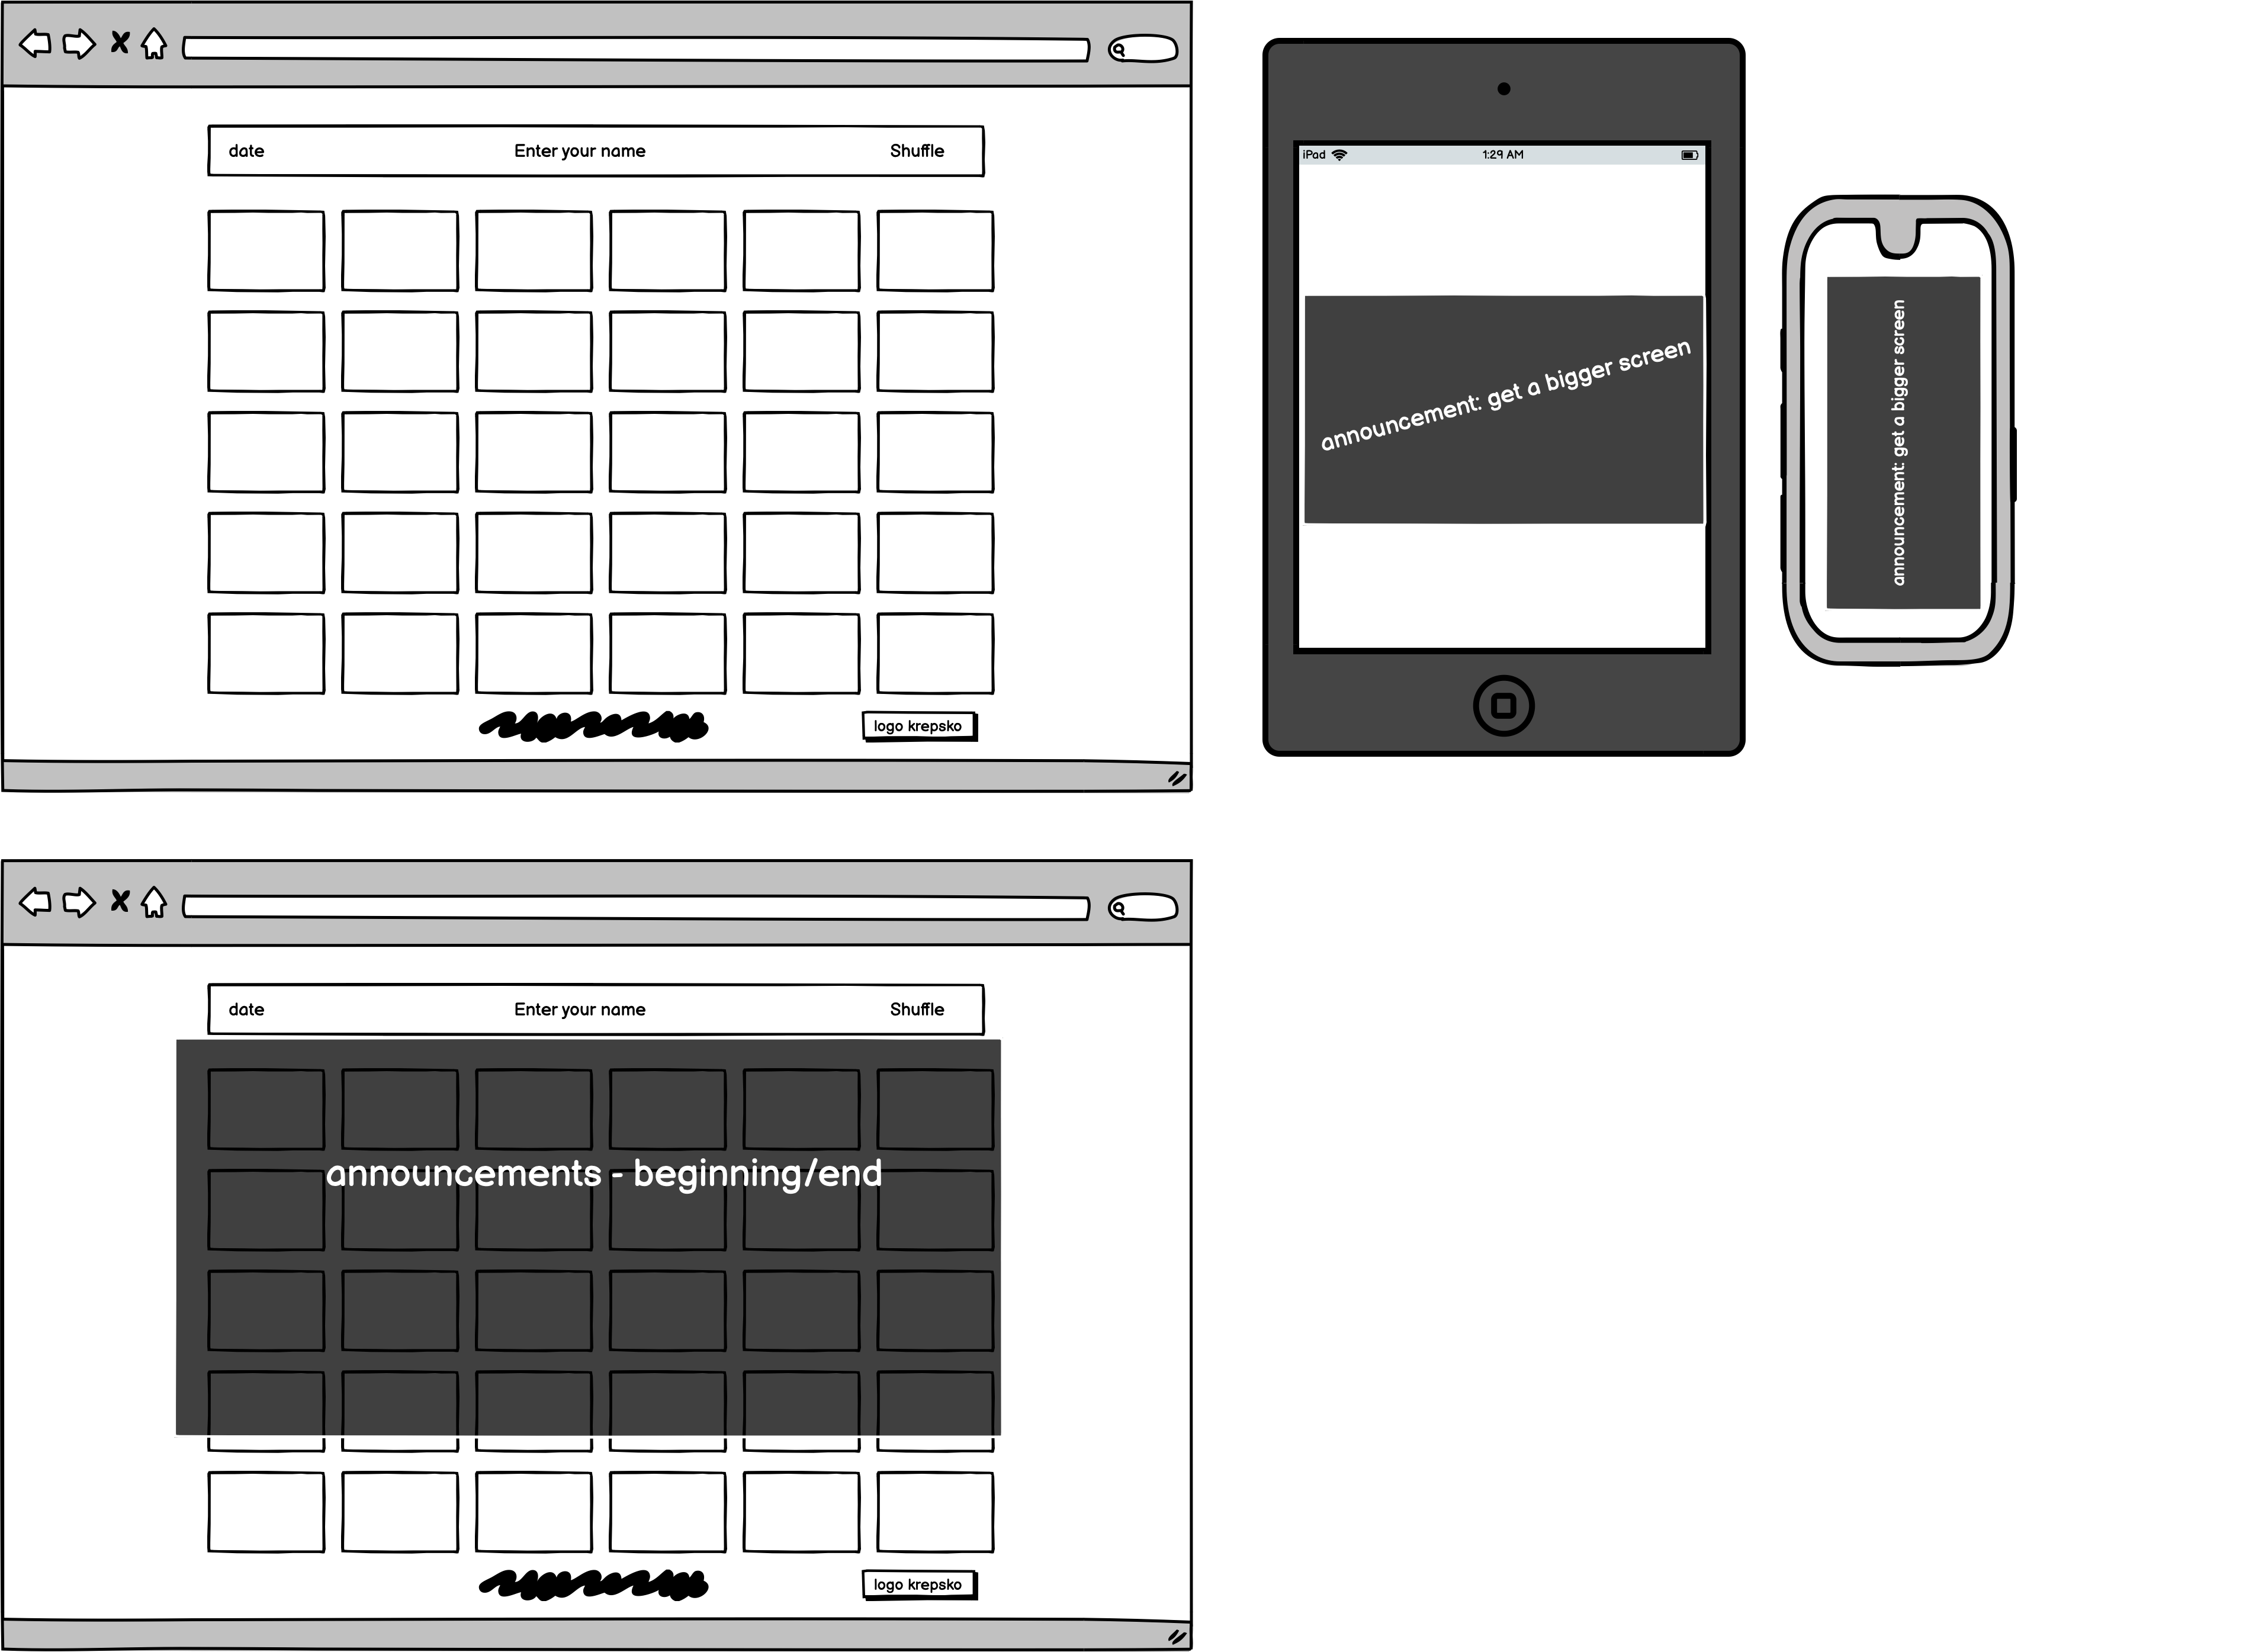 date Enter your name Shuffle
logo krepsko
iPad 1:29 AM
announcement: get a bigger screen
announcement: get a bigger screen
date Enter your name Shuffle
announcements - beginning/end
logo krepsko